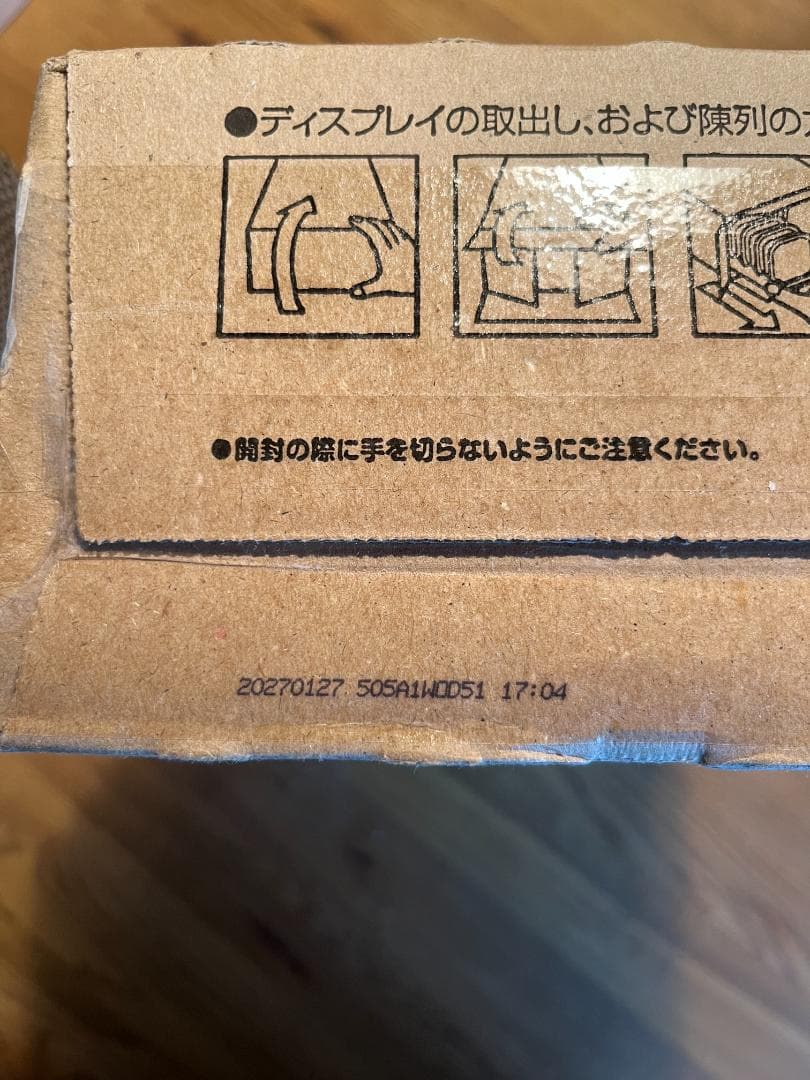 ●ディスプレイの取出し、および陳列の
●開封の際に手を切らないようにご注意ください。
20270127 505A1WOD51 17:04